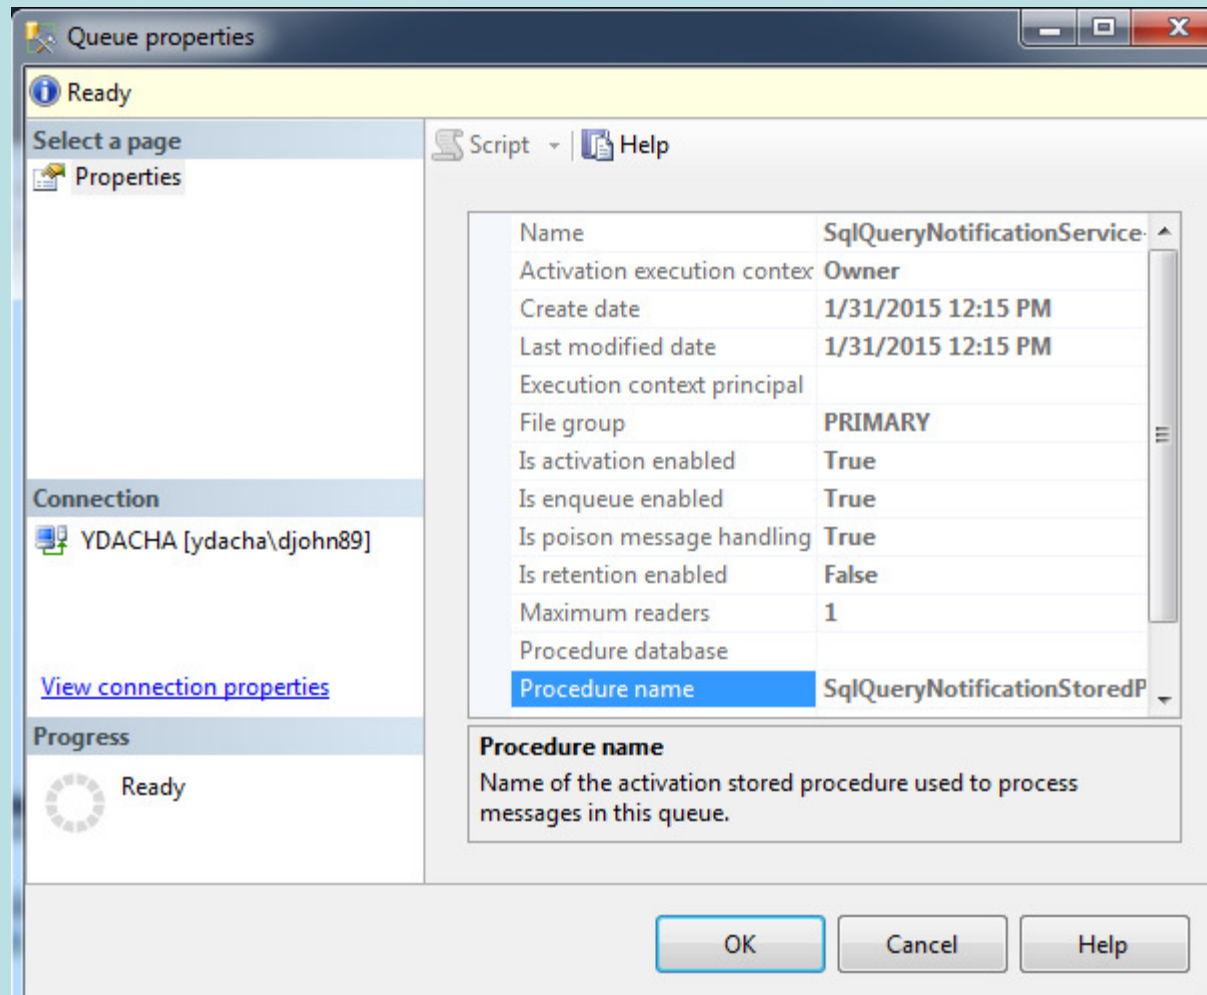 Queue properties
Ready
Select a page
Properties
Script
Help
Name SqlQueryNotificationService-
Activation execution contex Owner
Create date 1/31/2015 12:15 PM
Last modified date 1/31/2015 12:15 PM
Execution context principal
File group PRIMARY
Is activation enabled True
Is enqueue enabled True
Is poison message handling True
Is retention enabled False
Maximum readers 1
Procedure database
Procedure name SqlQueryNotificationStoredP
Connection
YDACHA [ydacha\djohn89]
View connection properties
Progress
Ready
Procedure name
Name of the activation stored procedure used to process
messages in this queue.
OK
Cancel
Help